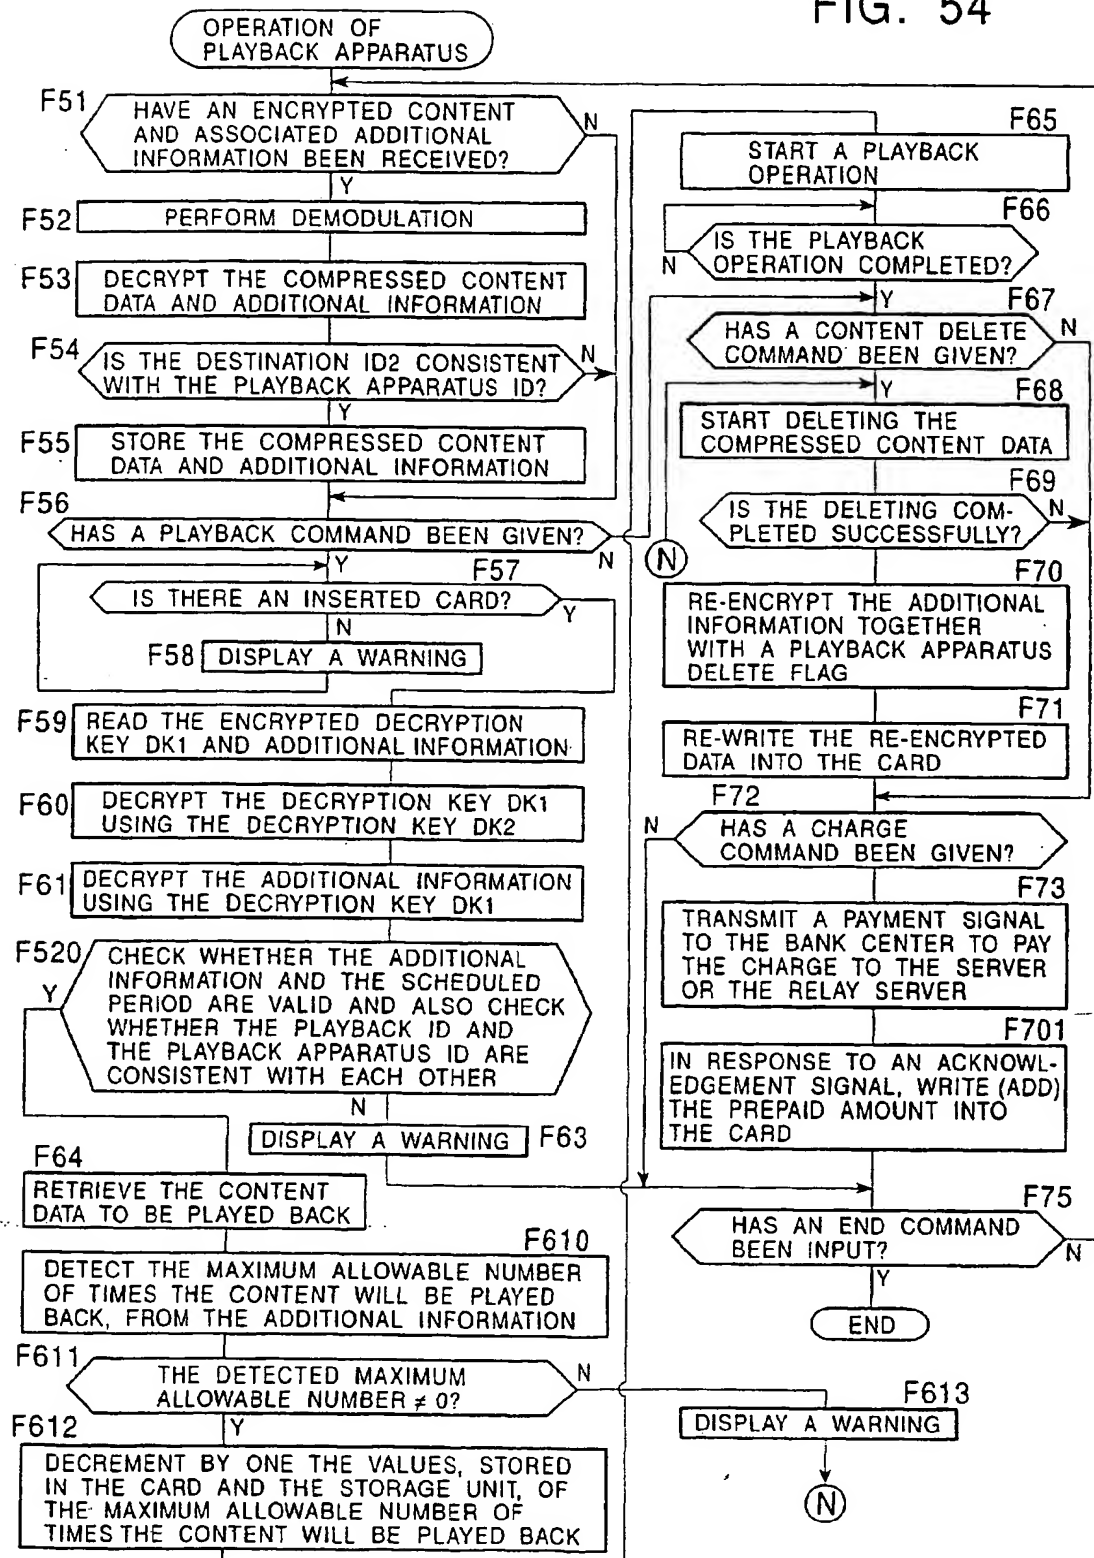 FIG. 54
OPERATION OF
PLAYBACK APPARATUS
F51
HAVE AN ENCRYPTED CONTENT
AND ASSOCIATED ADDITIONAL
INFORMATION BEEN RECEIVED?
N
Y
F52
PERFORM DEMODULATION
F53
DECRYPT THE COMPRESSED CONTENT
DATA AND ADDITIONAL INFORMATION
F54
IS THE DESTINATION ID2 CONSISTENT
WITH THE PLAYBACK APPARATUS ID?
N
Y
F55
STORE THE COMPRESSED CONTENT
DATA AND ADDITIONAL INFORMATION
F56
HAS A PLAYBACK COMMAND BEEN GIVEN?
N
Y
F57
IS THERE AN INSERTED CARD?
Y
N
F58
DISPLAY A WARNING
F59
READ THE ENCRYPTED DECRYPTION
KEY DK1 AND ADDITIONAL INFORMATION
F60
DECRYPT THE DECRYPTION KEY DK1
USING THE DECRYPTION KEY DK2
F61
DECRYPT THE ADDITIONAL INFORMATION
USING THE DECRYPTION KEY DK1
F520
CHECK WHETHER THE ADDITIONAL
INFORMATION AND THE SCHEDULED
PERIOD ARE VALID AND ALSO CHECK
WHETHER THE PLAYBACK ID AND
THE PLAYBACK APPARATUS ID ARE
CONSISTENT WITH EACH OTHER
Y
N
DISPLAY A WARNING
F63
F64
RETRIEVE THE CONTENT
DATA TO BE PLAYED BACK
F610
DETECT THE MAXIMUM ALLOWABLE NUMBER
OF TIMES THE CONTENT WILL BE PLAYED
BACK, FROM THE ADDITIONAL INFORMATION
F611
THE DETECTED MAXIMUM
ALLOWABLE NUMBER ≠ 0?
N
Y
F612
DECREMENT BY ONE THE VALUES, STORED
IN THE CARD AND THE STORAGE UNIT, OF
THE MAXIMUM ALLOWABLE NUMBER OF
TIMES THE CONTENT WILL BE PLAYED BACK
F65
START A PLAYBACK
OPERATION
F66
IS THE PLAYBACK
OPERATION COMPLETED?
N
Y
F67
HAS A CONTENT DELETE
COMMAND BEEN GIVEN?
N
Y
F68
START DELETING THE
COMPRESSED CONTENT DATA
F69
IS THE DELETING COM-
PLETED SUCCESSFULLY?
N
N
F70
RE-ENCRYPT THE ADDITIONAL
INFORMATION TOGETHER
WITH A PLAYBACK APPARATUS
DELETE FLAG
F71
RE-WRITE THE RE-ENCRYPTED
DATA INTO THE CARD
F72
HAS A CHARGE
COMMAND BEEN GIVEN?
N
F73
TRANSMIT A PAYMENT SIGNAL
TO THE BANK CENTER TO PAY
THE CHARGE TO THE SERVER
OR THE RELAY SERVER
F701
IN RESPONSE TO AN ACKNOWL-
EDGEMENT SIGNAL, WRITE (ADD)
THE PREPAID AMOUNT INTO
THE CARD
F75
HAS AN END COMMAND
BEEN INPUT?
N
Y
END
F613
DISPLAY A WARNING
N